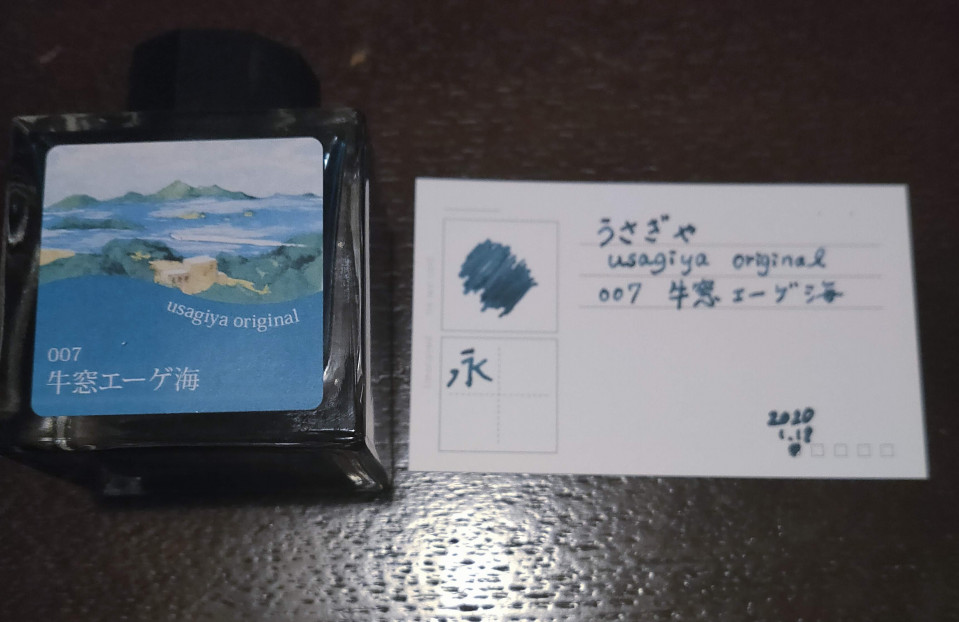 usagiya original
007
牛窓エーゲ海
うさぎや
usagiya original
007 牛窓エーゲ海
永
2020
1.18